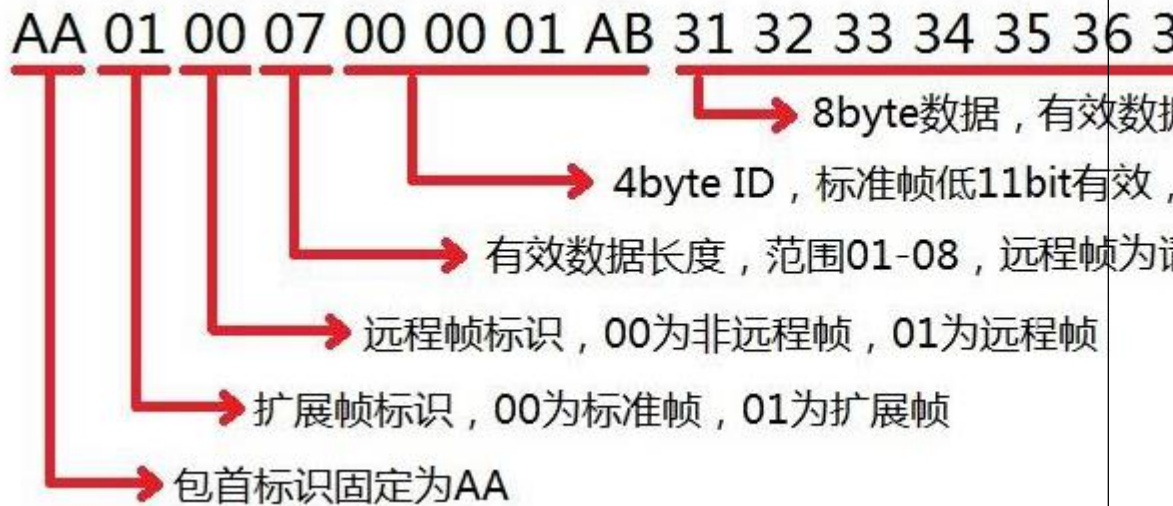 AA 01 00 07 00 00 01 AB 31 32 33 34 35 36
8byte数据，有效数
4byte ID，标准帧低11bit有效，
有效数据长度，范围01-08，远程帧为
远程帧标识，00为非远程帧，01为远程帧
扩展帧标识，00为标准帧，01为扩展帧
包首标识固定为AA